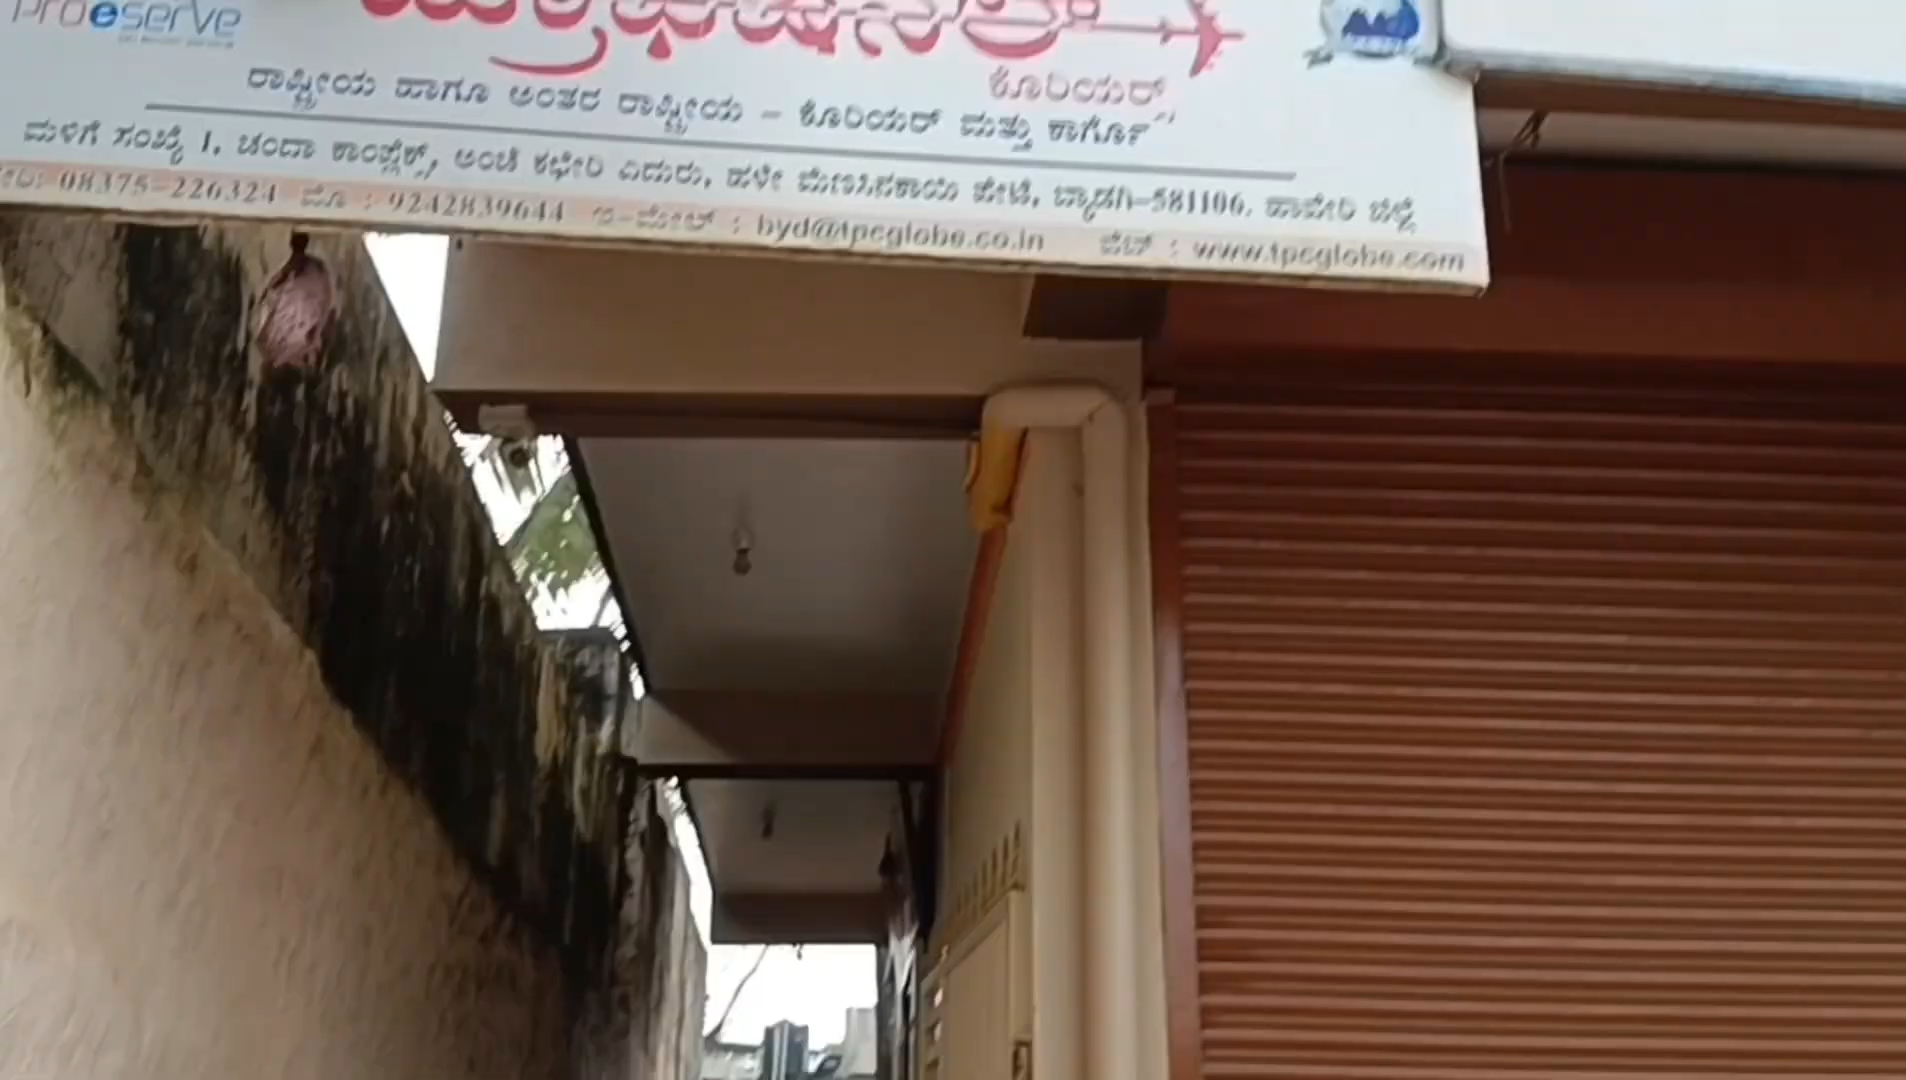 Proeserve
ಪ್ರೊಫೆಷನಲ್
ಕೊರಿಯರ್
ರಾಷ್ಟ್ರೀಯ ಹಾಗೂ ಅಂತರ ರಾಷ್ಟ್ರೀಯ - ಕೊರಿಯರ್ ಮತ್ತು ಕಾರ್ಗೋ
ಮಳಿಗೆ ಸಂಖ್ಯೆ 1, ಚಂದಾ ಕಾಂಪ್ಲೆಕ್ಸ್, ಅಂಚೆ ಕಛೇರಿ ಎದುರು, ಹಳೇ ಮೆಣಸಿನಕಾಯಿ ಪೇಟೆ, ಬ್ಯಾಡಗಿ-581106. ಹಾವೇರಿ ಜಿಲ್ಲೆ
08375-226324 ಮೊ : 9242839644 ಇ-ಮೇಲ್ : byd@tpcglobe.co.in ವೆಬ್ : www.tpcglobe.com